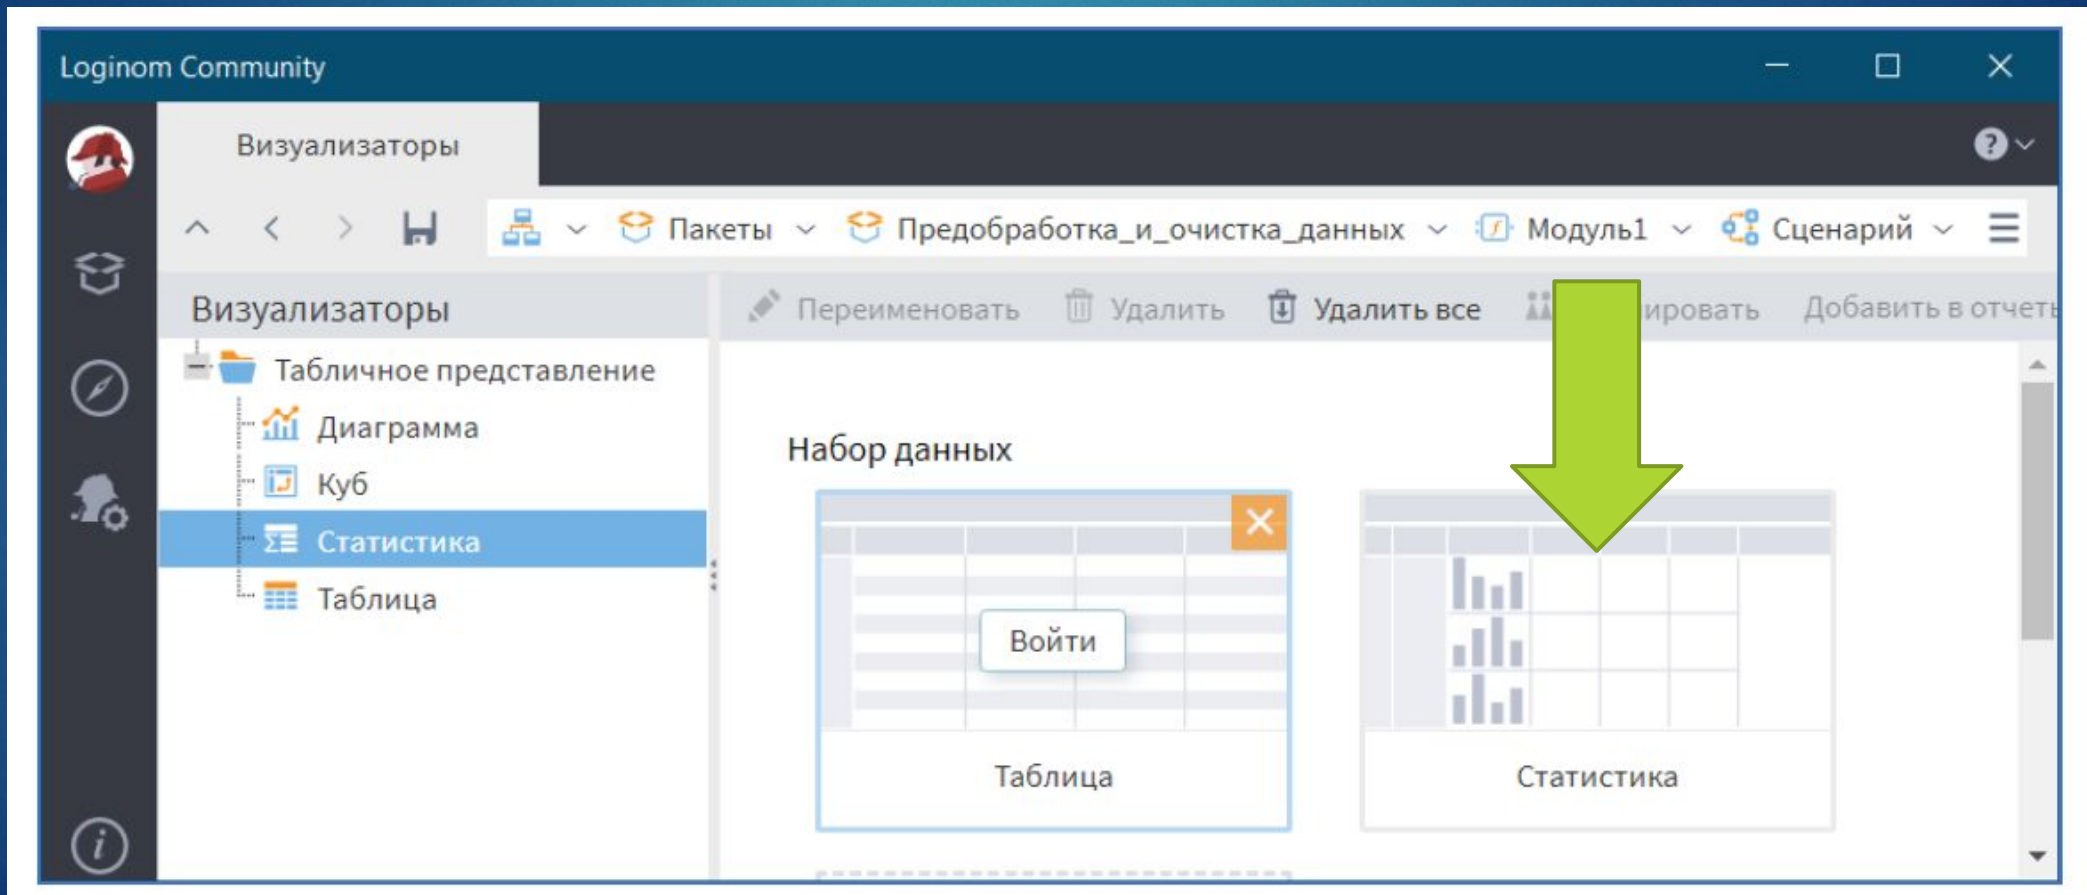 Loginom Community
Визуализаторы
Пакеты Предобработка_и_очистка_данных Модуль1 Сценарий
Визуализаторы
Переименовать Удалить Удалить все Добавить в отчеты
Табличное представление
Диаграмма
Куб
Статистика
Таблица
Набор данных
Войти
Таблица
Статистика